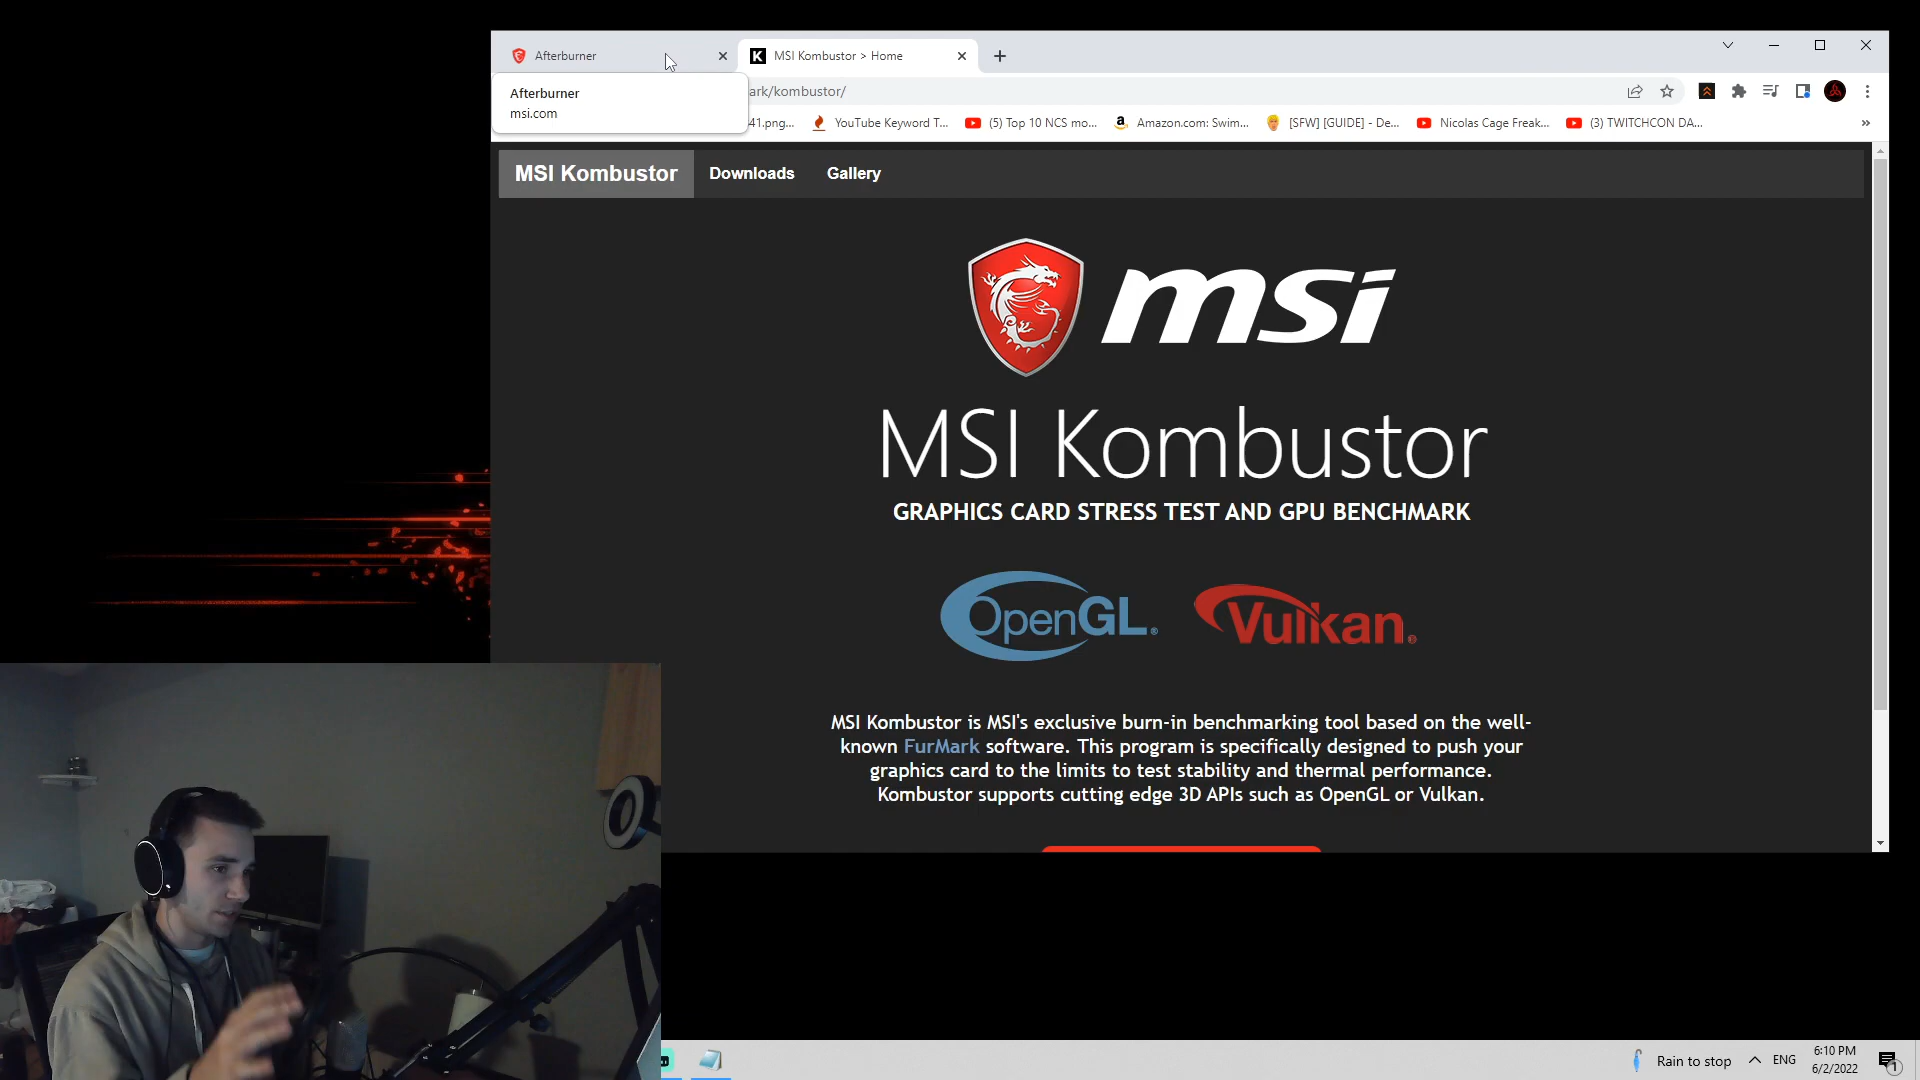 Afterburner
MSI Kombustor > Home
Afterburner
msi.com
ark/kombustor/
41.png...
YouTube Keyword T...
(5) Top 10 NCS mo...
Amazon.com: Swim...
[SFW] [GUIDE] - De...
Nicolas Cage Freak...
(3) TWITCHCON DA...
»
MSI Kombustor
Downloads
Gallery
msi
MSI Kombustor
GRAPHICS CARD STRESS TEST AND GPU BENCHMARK
OpenGL®
Vulkan®
MSI Kombustor is MSI's exclusive burn-in benchmarking tool based on the well-
known FurMark software. This program is specifically designed to push your
graphics card to the limits to test stability and thermal performance.
Kombustor supports cutting edge 3D APIs such as OpenGL or Vulkan.
Rain to stop
ENG
6:10 PM
6/2/2022
1